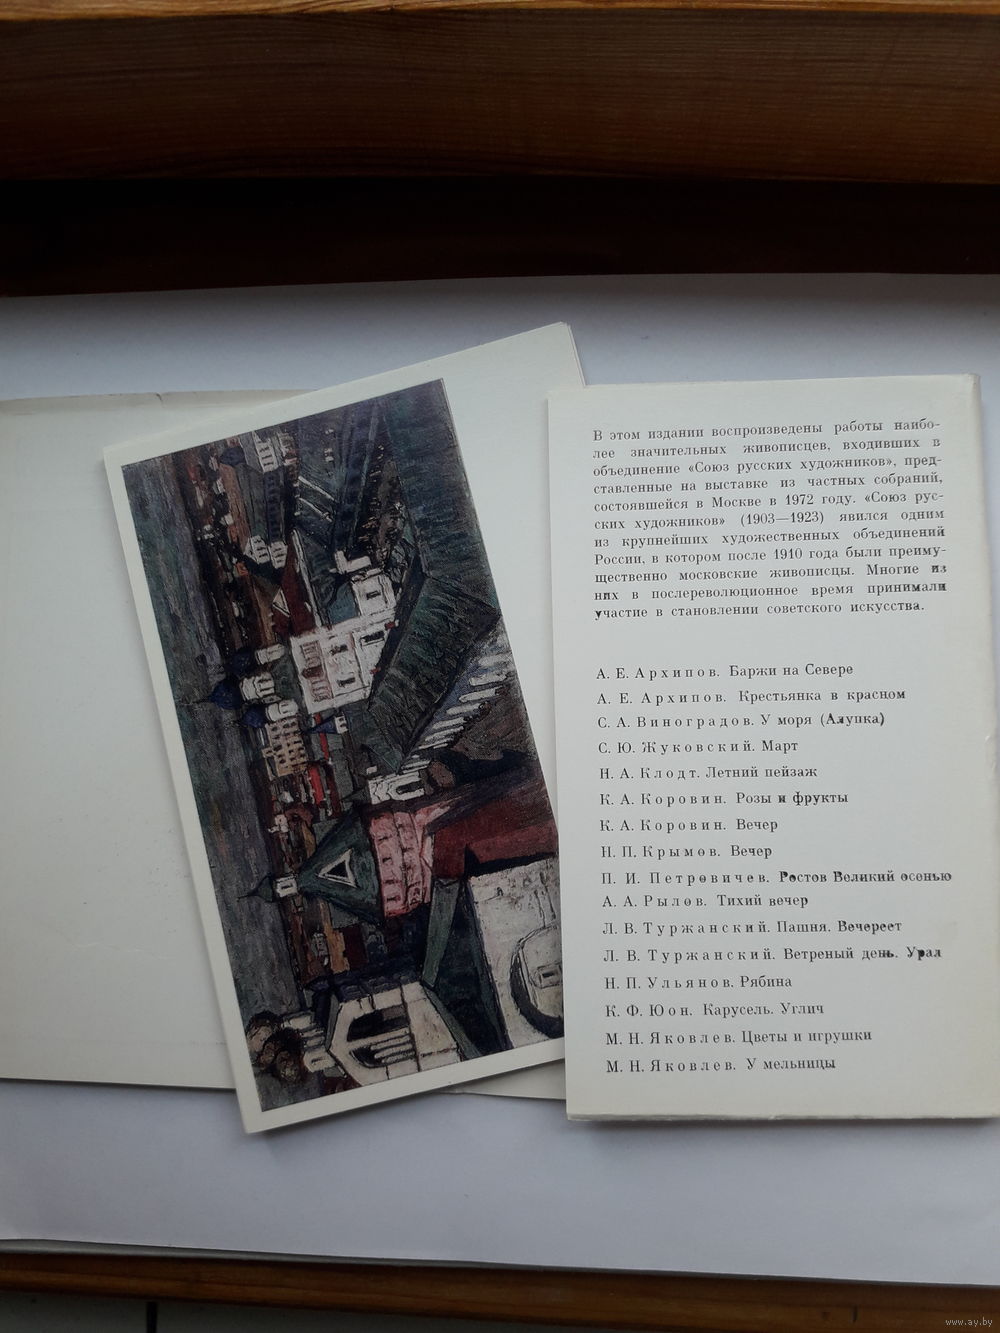 В этом издании воспроизведены работы наибо-
лее значительных живописцев, входивших в
объединение «Союз русских художников», пред-
ставленные на выставке из частных собраний,
состоявшейся в Москве в 1972 году. «Союз рус-
ских художников» (1903—1923) явился одним
из крупнейших художественных объединений
России, в котором после 1910 года были преиму-
щественно московские живописцы. Многие из
них в послереволюционное время принимали
участие в становлении советского искусства.
А. Е. Архипов. Баржи на Севере
А. Е. Архипов. Крестьянка в красном
С. А. Виноградов. У моря (Алупка)
С. Ю. Жуковский. Март
Н. А. Клодт. Летний пейзаж
К. А. Коровин. Розы и фрукты
К. А. Коровин. Вечер
Н. П. Крымов. Вечер
П. И. Петровичев. Ростов Великий осенью
А. А. Рылов. Тихий вечер
Л. В. Туржанский. Пашня. Вечереет
Л. В. Туржанский. Ветреный день. Урал
Н. П. Ульянов. Рябина
К. Ф. Юон. Карусель. Углич
М. Н. Яковлев. Цветы и игрушки
М. Н. Яковлев. У мельницы
www.ay.by